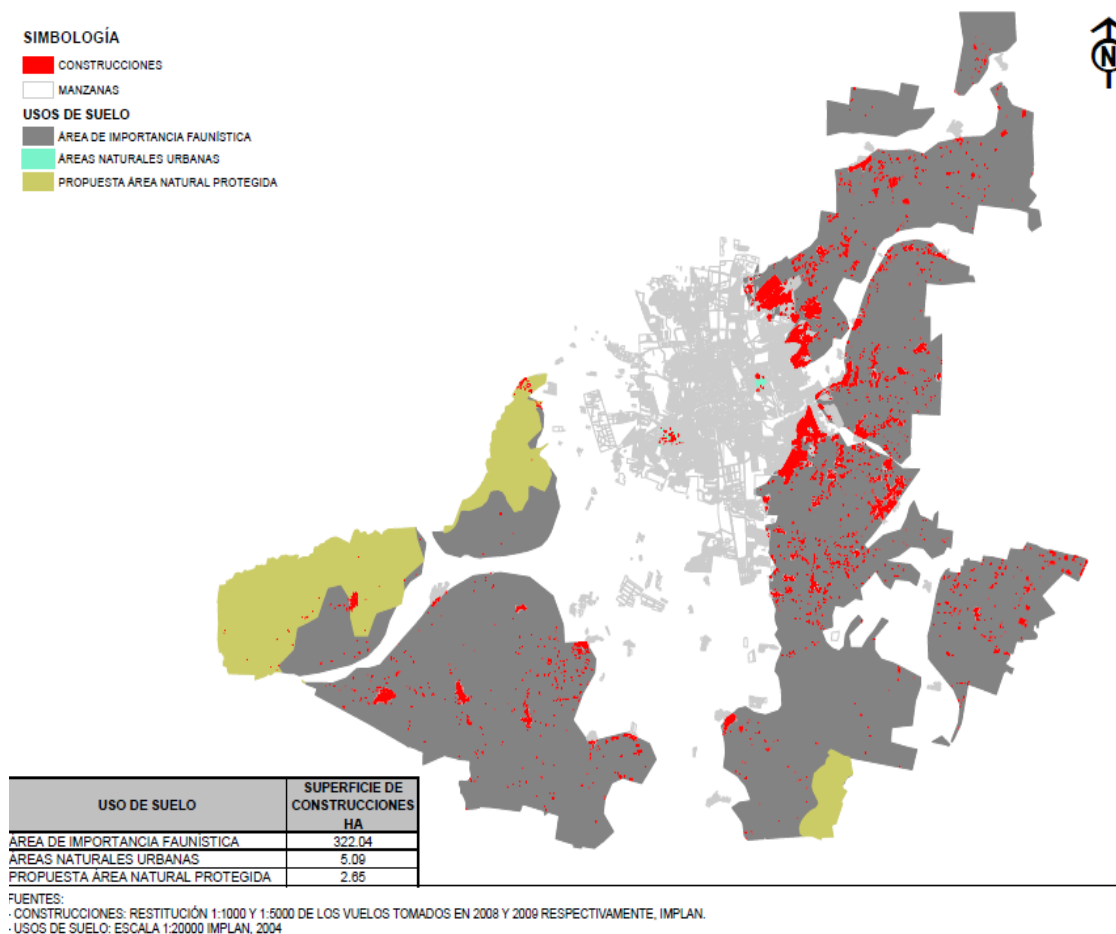 SIMBOLOGÍA
CONSTRUCCIONES
MANZANAS
USOS DE SUELO
ÁREA DE IMPORTANCIA FAUNÍSTICA
ÁREAS NATURALES URBANAS
PROPUESTA ÁREA NATURAL PROTEGIDA
N
USO DE SUELO
SUPERFICIE DE
CONSTRUCCIONES
HA
ÁREA DE IMPORTANCIA FAUNÍSTICA 322.04
ÁREAS NATURALES URBANAS 5.09
PROPUESTA ÁREA NATURAL PROTEGIDA 2.65
FUENTES:
- CONSTRUCCIONES: RESTITUCIÓN 1:1000 Y 1:5000 DE LOS VUELOS TOMADOS EN 2008 Y 2009 RESPECTIVAMENTE, IMPLAN.
- USOS DE SUELO: ESCALA 1:20000 IMPLAN, 2004